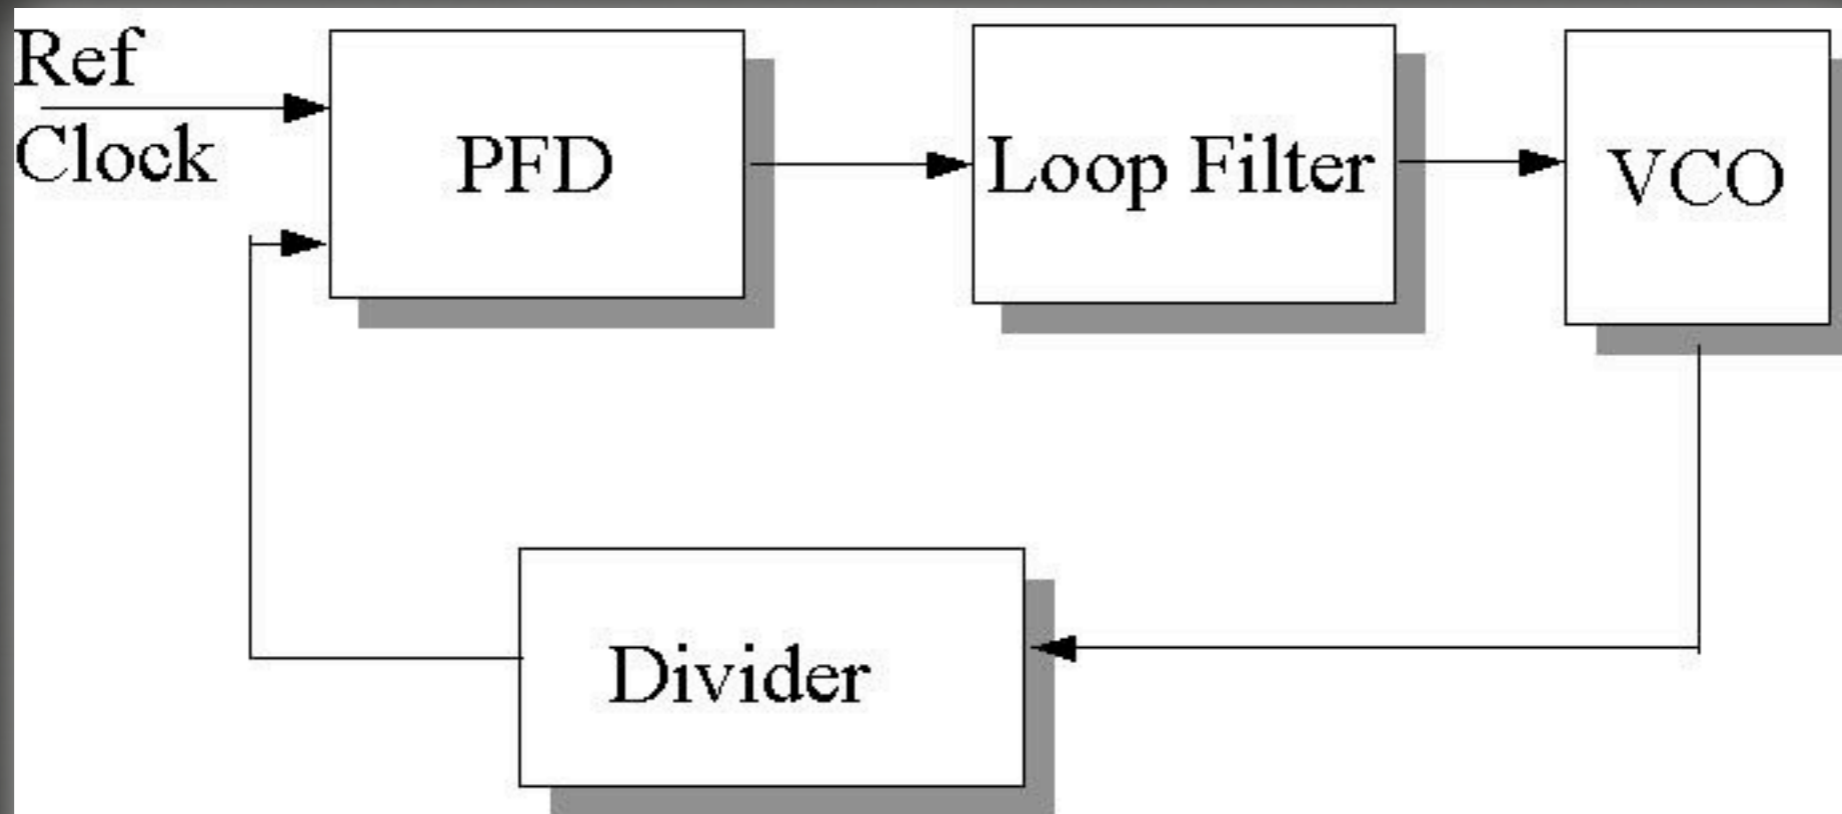 Ref
Clock
PFD
Loop Filter
VCO
Divider